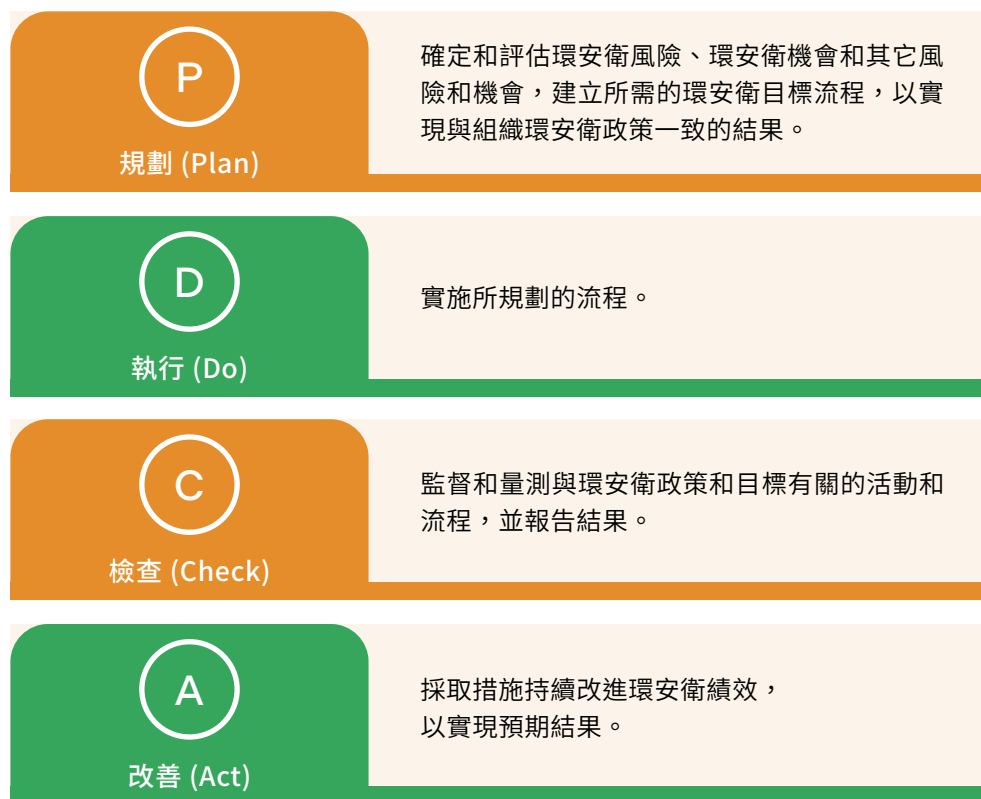 P
規劃 (Plan)
確定和評估環安衛風險、環安衛機會和其它風
險和機會，建立所需的環安衛目標流程，以實
現與組織環安衛政策一致的結果。
D
執行 (Do)
實施所規劃的流程。
C
檢查 (Check)
監督和量測與環安衛政策和目標有關的活動和
流程，並報告結果。
A
改善 (Act)
採取措施持續改進環安衛績效，
以實現預期結果。